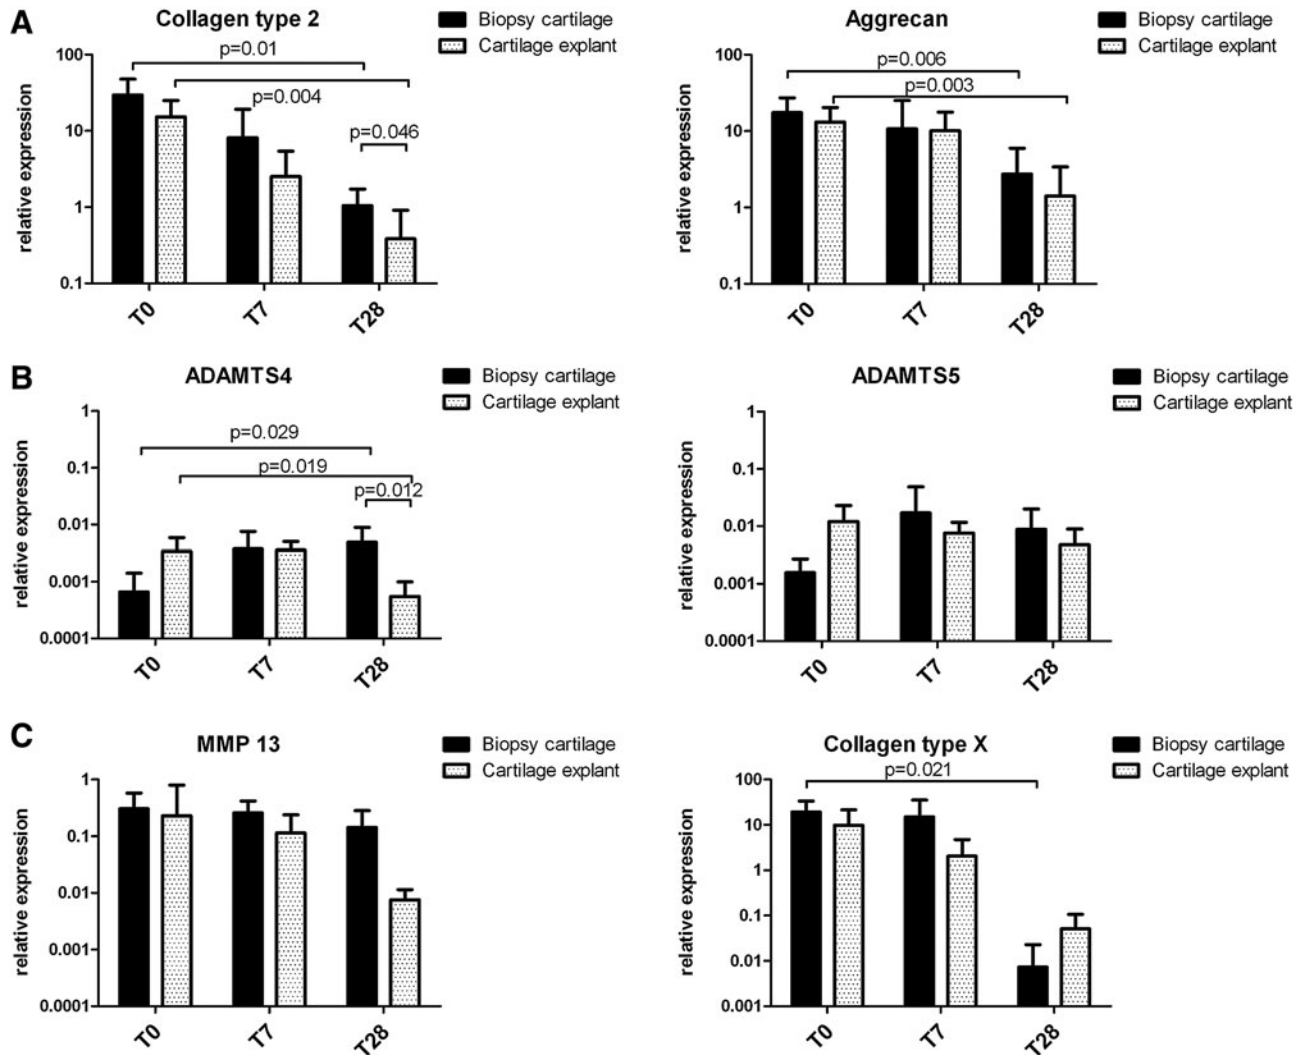 A
Collagen type 2
Biopsy cartilage
Cartilage explant
relative expression
100
10
1
0.1
p=0.01
p=0.004
p=0.046
T0
T7
T28
Aggrecan
Biopsy cartilage
Cartilage explant
relative expression
100
10
1
0.1
p=0.006
p=0.003
T0
T7
T28
B
ADAMTS4
Biopsy cartilage
Cartilage explant
relative expression
1
0.1
0.01
0.001
0.0001
p=0.029
p=0.019
p=0.012
T0
T7
T28
ADAMTS5
Biopsy cartilage
Cartilage explant
relative expression
1
0.1
0.01
0.001
0.0001
T0
T7
T28
C
MMP 13
Biopsy cartilage
Cartilage explant
relative expression
1
0.1
0.01
0.001
0.0001
T0
T7
T28
Collagen type X
Biopsy cartilage
Cartilage explant
relative expression
100
10
1
0.1
0.01
0.001
p=0.021
T0
T7
T28